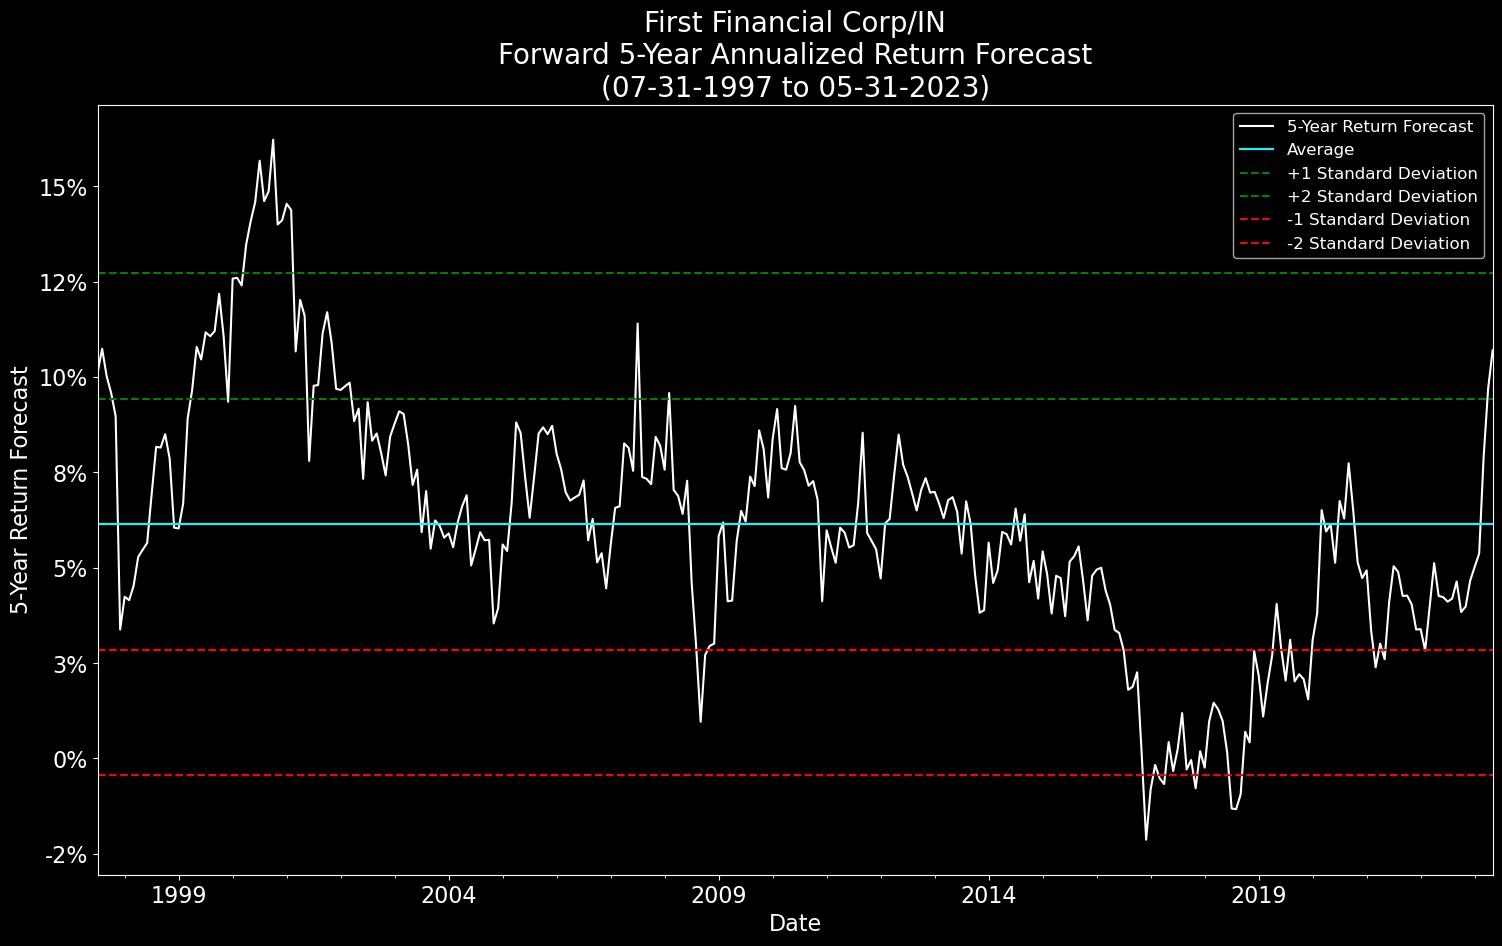 First Financial Corp/IN
Forward 5-Year Annualized Return Forecast
(07-31-1997 to 05-31-2023)
5-Year Return Forecast
Average
+1 Standard Deviation
+2 Standard Deviation
-1 Standard Deviation
-2 Standard Deviation
15%
12%
10%
8%
5%
3%
0%
-2%
5-Year Return Forecast
1999
2004
2009
2014
2019
Date